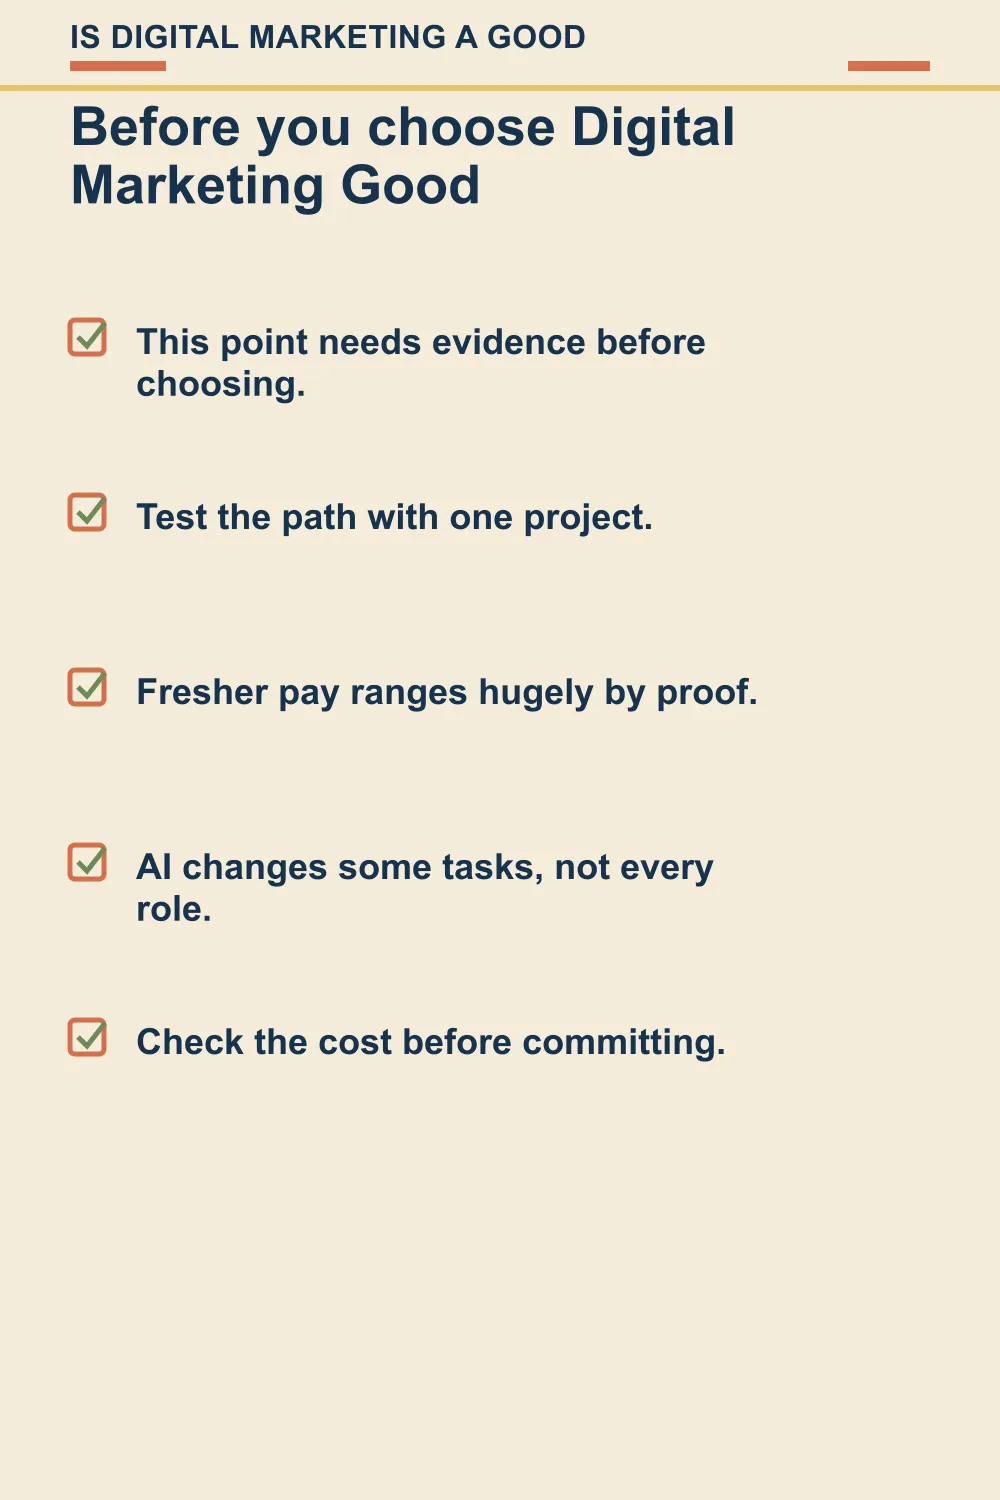 IS DIGITAL MARKETING A GOOD
Before you choose Digital
Marketing Good
This point needs evidence before
choosing.
Test the path with one project.
Fresher pay ranges hugely by proof.
AI changes some tasks, not every
role.
Check the cost before committing.